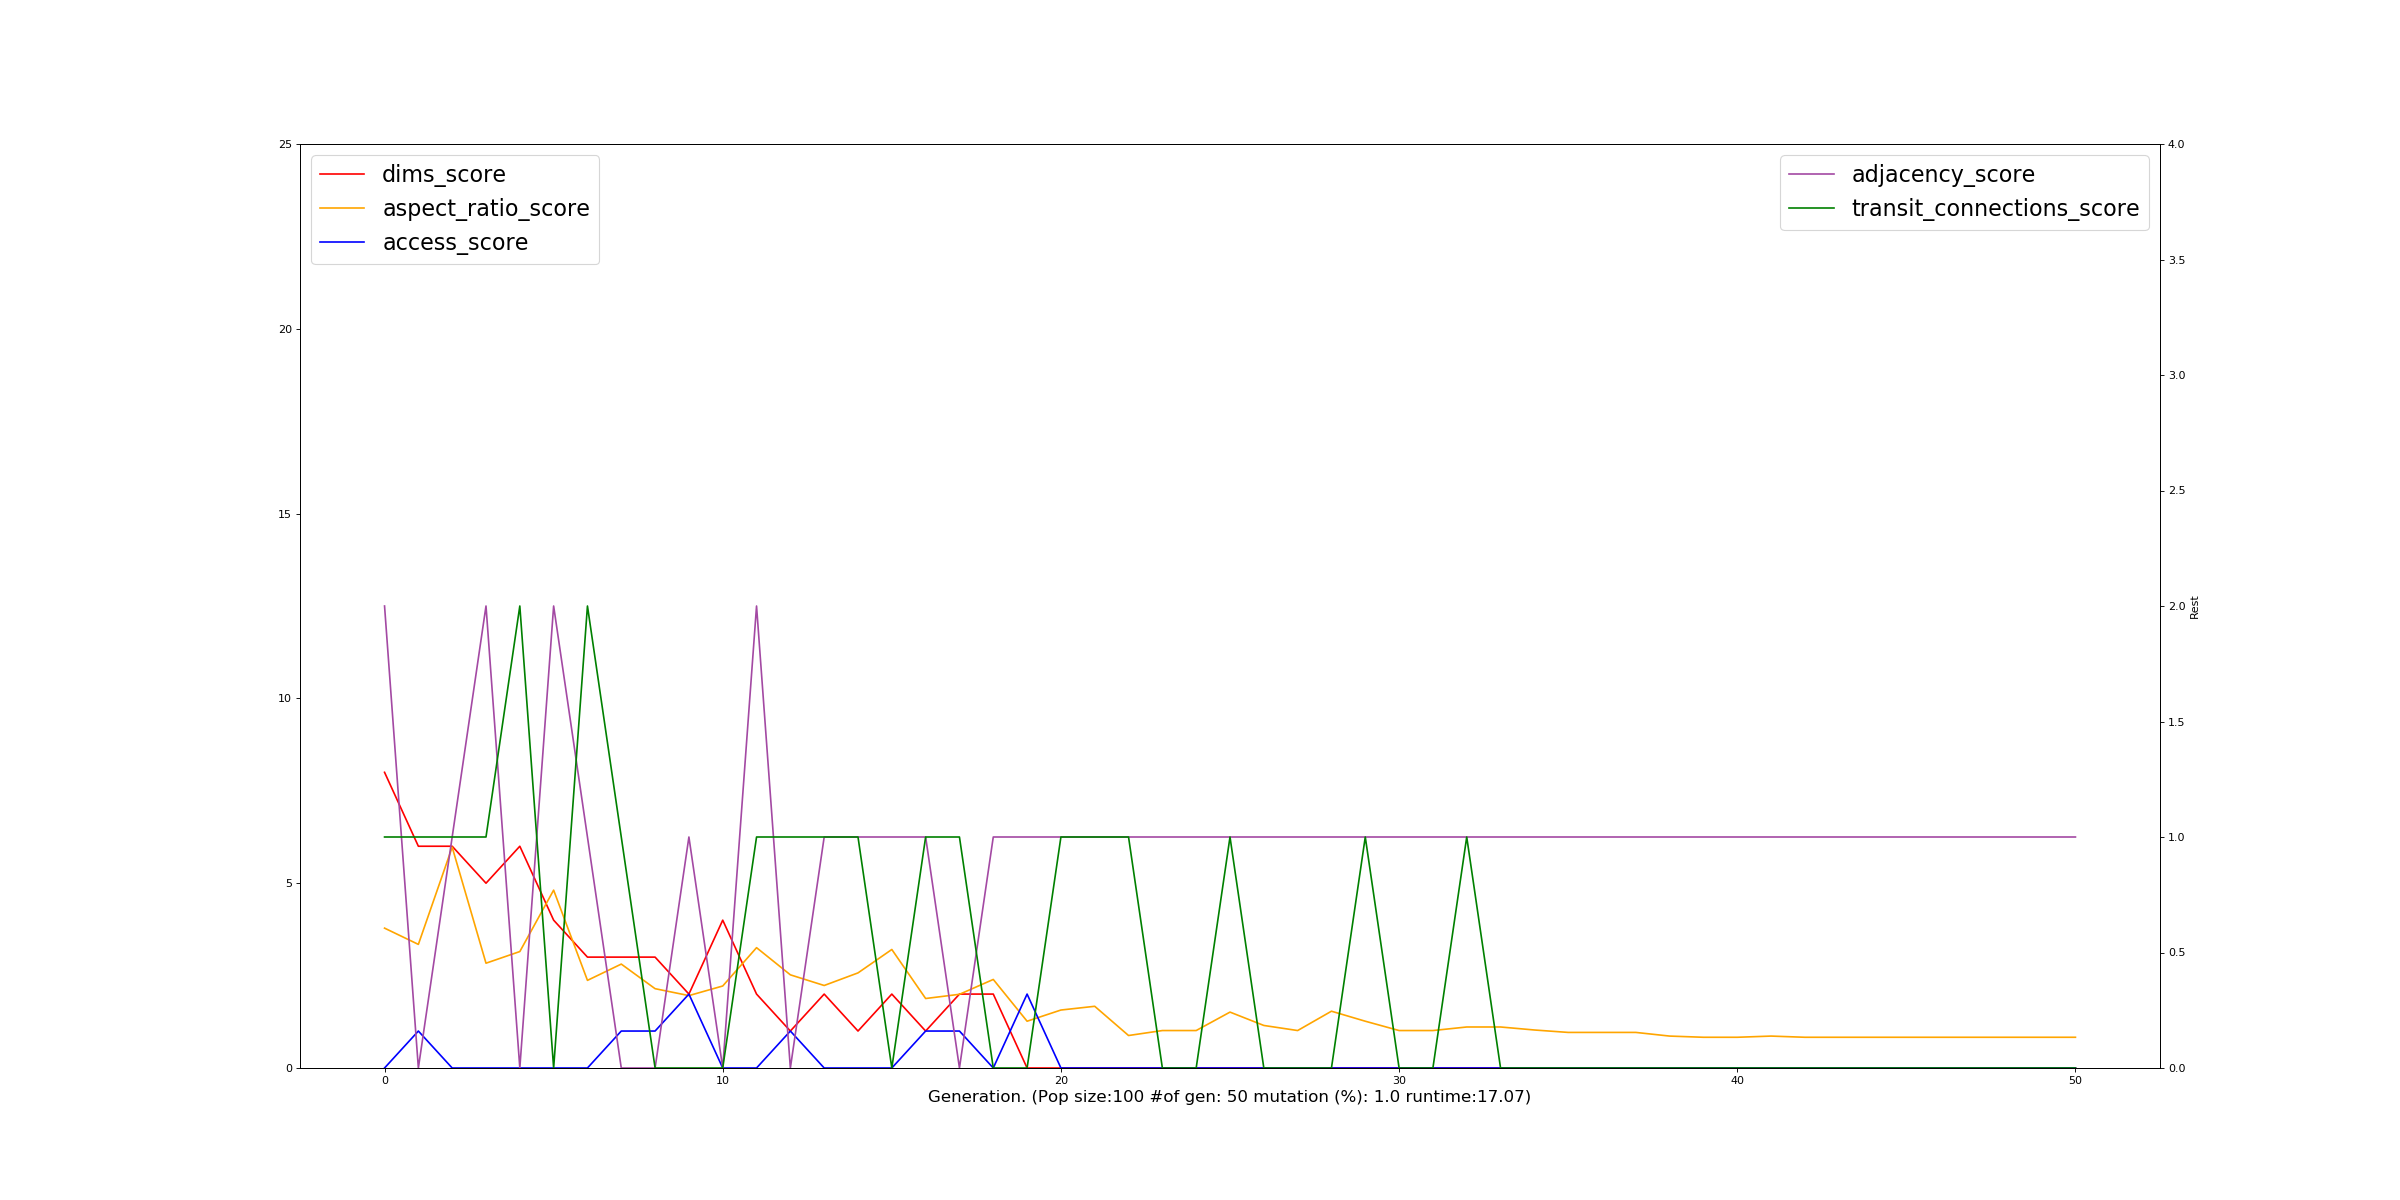 dims_score
aspect_ratio_score
access_score
adjacency_score
transit_connections_score
25
20
15
10
5
0
4.0
3.5
3.0
2.5
2.0
1.5
1.0
0.5
0.0
Rest
0 10 20 30 40 50
Generation. (Pop size:100 #of gen: 50 mutation (%): 1.0 runtime:17.07)